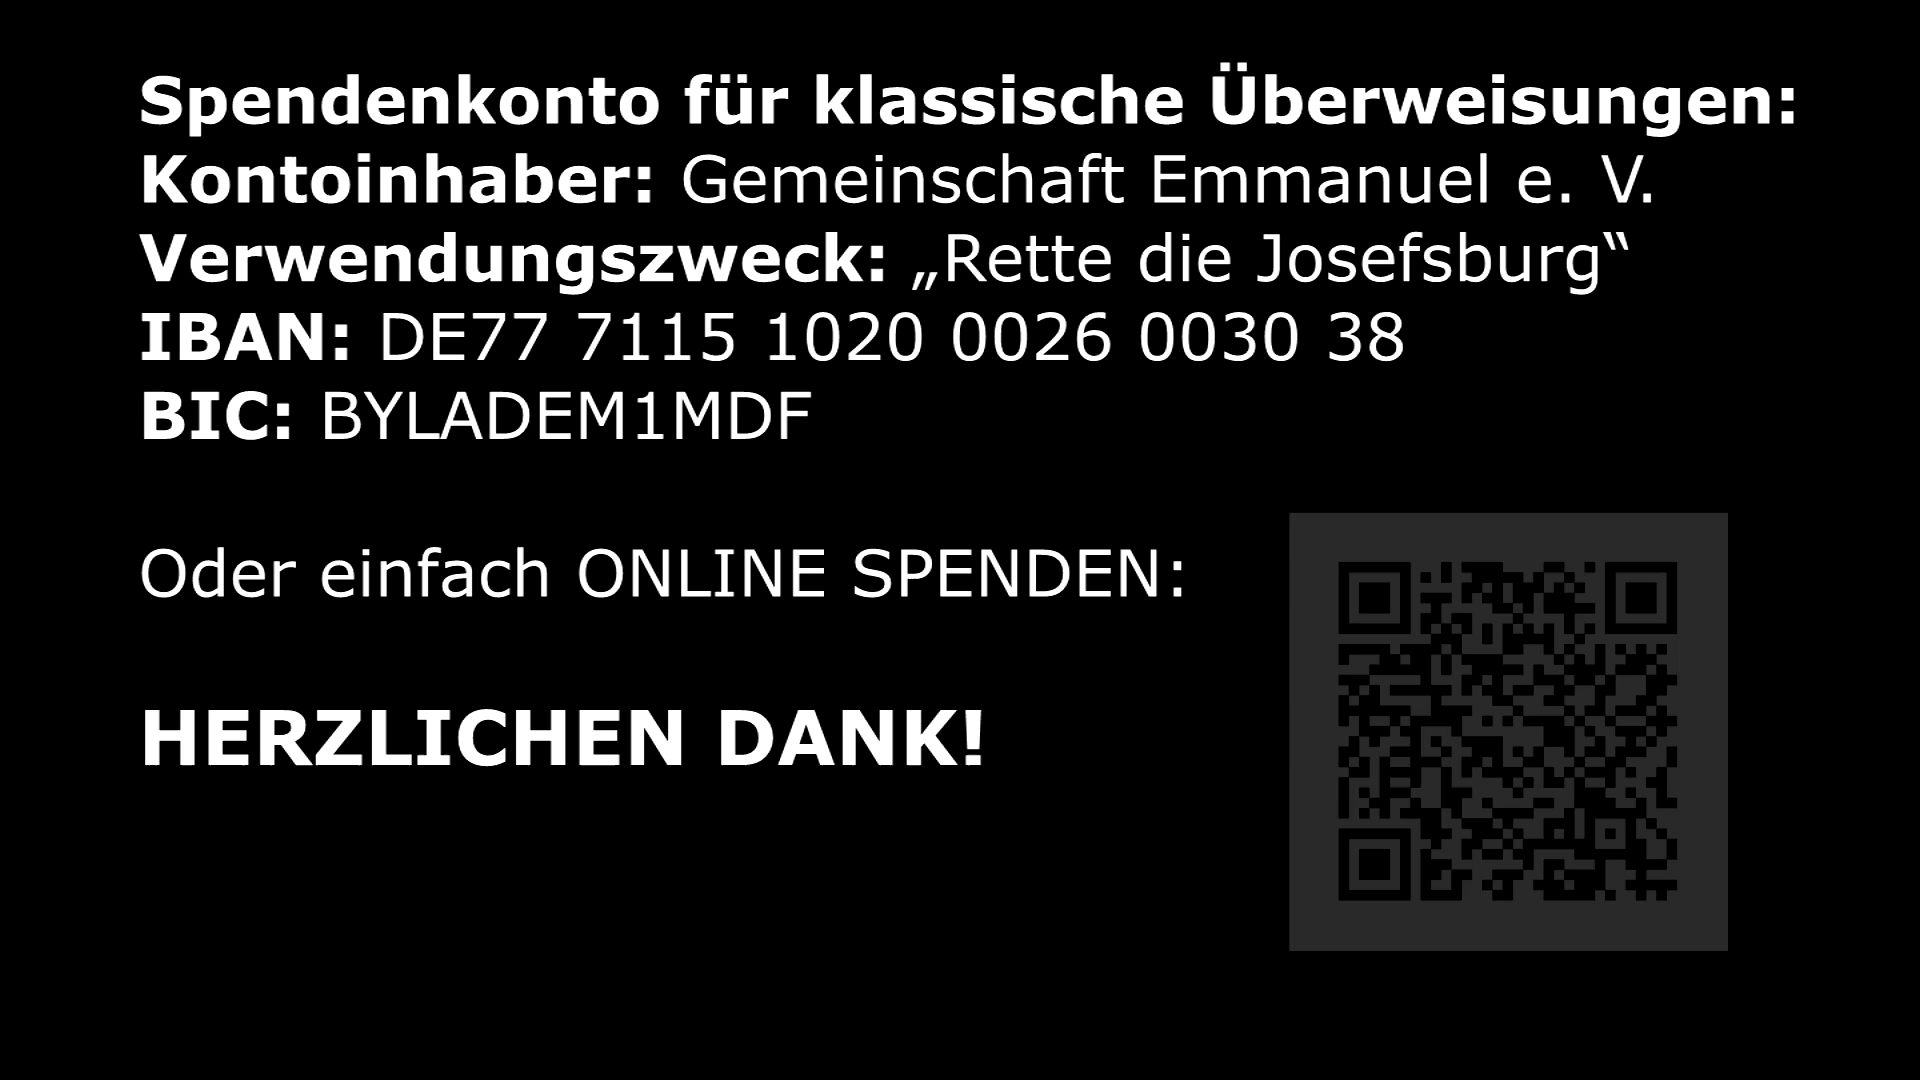 Spendenkonto für klassische Überweisungen:
Kontoinhaber: Gemeinschaft Emmanuel e. V.
Verwendungszweck: „Rette die Josefsburg“
IBAN: DE77 7115 1020 0026 0030 38
BIC: BYLADEM1MDF
Oder einfach ONLINE SPENDEN:
HERZLICHEN DANK!